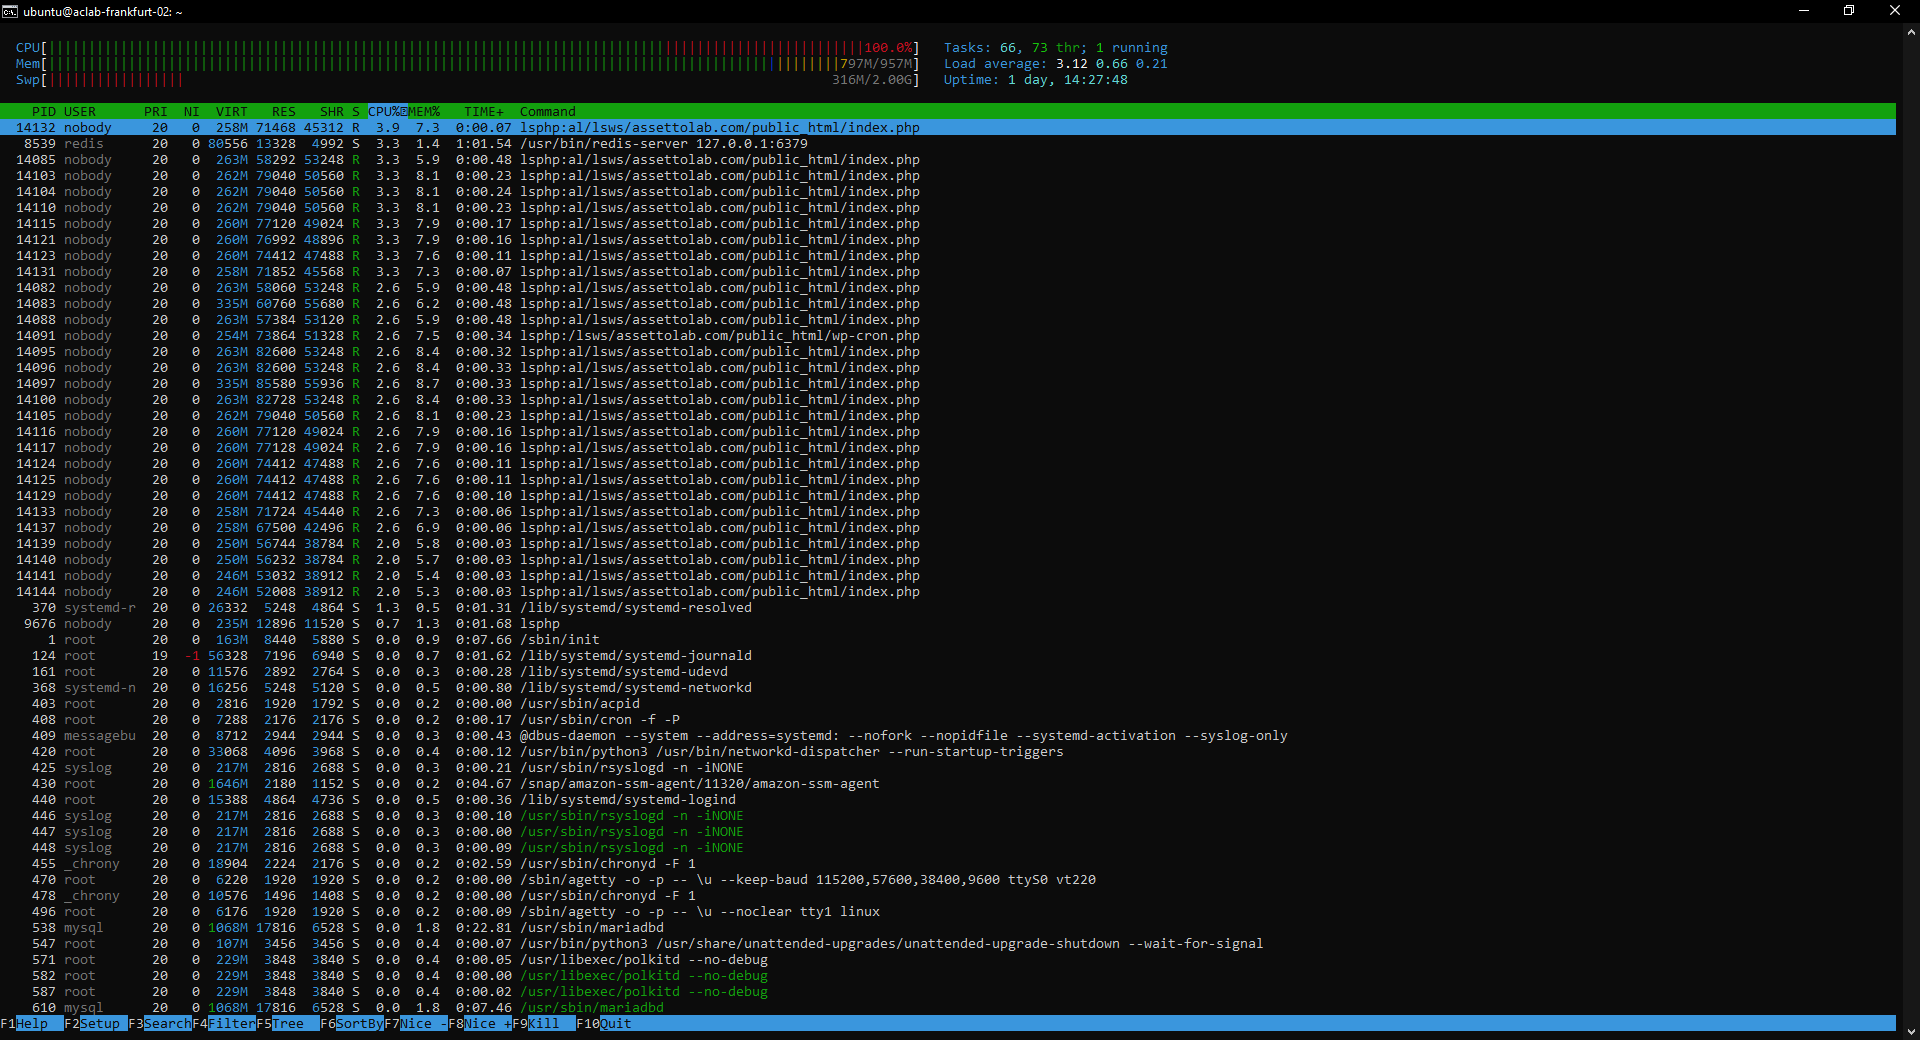 ubuntu@aclab-frankfurt-02: ~
CPU[||||||||||||||||||||||||||||||||||||||||||||||||||||||||||||||||||||||||||||||||||||||||||||||||||||||100.0%] Tasks: 66, 73 thr; 1 running
Mem[|||||||||||||||||||||||||||||||||||||||||||||||||||||||||||||||||||||||||||||||||||||||||||||||||||797M/957M] Load average: 3.12 0.66 0.21
Swp[||||||||||||||||| 316M/2.00G] Uptime: 1 day, 14:27:48
PID USER PRI NI VIRT RES SHR S CPU% MEM% TIME+ Command
14132 nobody 20 0 258M 71468 45312 R 3.9 7.3 0:00.07 lsphp:al/lsws/assettolab.com/public_html/index.php
8539 redis 20 0 80556 13328 4992 S 3.3 1.4 1:01.54 /usr/bin/redis-server 127.0.0.1:6379
14085 nobody 20 0 263M 58292 53248 R 3.3 5.9 0:00.48 lsphp:al/lsws/assettolab.com/public_html/index.php
14103 nobody 20 0 262M 79040 50560 R 3.3 8.1 0:00.23 lsphp:al/lsws/assettolab.com/public_html/index.php
14104 nobody 20 0 262M 79040 50560 R 3.3 8.1 0:00.24 lsphp:al/lsws/assettolab.com/public_html/index.php
14110 nobody 20 0 262M 79040 50560 R 3.3 8.1 0:00.23 lsphp:al/lsws/assettolab.com/public_html/index.php
14115 nobody 20 0 260M 77120 49024 R 3.3 7.9 0:00.17 lsphp:al/lsws/assettolab.com/public_html/index.php
14121 nobody 20 0 260M 76992 48896 R 3.3 7.9 0:00.16 lsphp:al/lsws/assettolab.com/public_html/index.php
14123 nobody 20 0 260M 74412 47488 R 3.3 7.6 0:00.11 lsphp:al/lsws/assettolab.com/public_html/index.php
14131 nobody 20 0 258M 71852 45568 R 3.3 7.3 0:00.07 lsphp:al/lsws/assettolab.com/public_html/index.php
14082 nobody 20 0 263M 58060 53248 R 2.6 5.9 0:00.48 lsphp:al/lsws/assettolab.com/public_html/index.php
14083 nobody 20 0 335M 60760 55680 R 2.6 6.2 0:00.48 lsphp:al/lsws/assettolab.com/public_html/index.php
14088 nobody 20 0 263M 57384 53120 R 2.6 5.9 0:00.48 lsphp:al/lsws/assettolab.com/public_html/index.php
14091 nobody 20 0 254M 73864 51328 R 2.6 7.5 0:00.34 lsphp:/lsws/assettolab.com/public_html/wp-cron.php
14095 nobody 20 0 263M 82600 53248 R 2.6 8.4 0:00.32 lsphp:al/lsws/assettolab.com/public_html/index.php
14096 nobody 20 0 263M 82600 53248 R 2.6 8.4 0:00.33 lsphp:al/lsws/assettolab.com/public_html/index.php
14097 nobody 20 0 335M 85580 55936 R 2.6 8.7 0:00.33 lsphp:al/lsws/assettolab.com/public_html/index.php
14100 nobody 20 0 263M 82728 53248 R 2.6 8.4 0:00.33 lsphp:al/lsws/assettolab.com/public_html/index.php
14105 nobody 20 0 262M 79040 50560 R 2.6 8.1 0:00.23 lsphp:al/lsws/assettolab.com/public_html/index.php
14116 nobody 20 0 260M 77120 49024 R 2.6 7.9 0:00.16 lsphp:al/lsws/assettolab.com/public_html/index.php
14117 nobody 20 0 260M 77128 49024 R 2.6 7.9 0:00.16 lsphp:al/lsws/assettolab.com/public_html/index.php
14124 nobody 20 0 260M 74412 47488 R 2.6 7.6 0:00.11 lsphp:al/lsws/assettolab.com/public_html/index.php
14125 nobody 20 0 260M 74412 47488 R 2.6 7.6 0:00.11 lsphp:al/lsws/assettolab.com/public_html/index.php
14129 nobody 20 0 260M 74412 47488 R 2.6 7.6 0:00.10 lsphp:al/lsws/assettolab.com/public_html/index.php
14133 nobody 20 0 258M 71724 45440 R 2.6 7.3 0:00.06 lsphp:al/lsws/assettolab.com/public_html/index.php
14137 nobody 20 0 258M 67500 42496 R 2.6 6.9 0:00.06 lsphp:al/lsws/assettolab.com/public_html/index.php
14139 nobody 20 0 250M 56744 38784 R 2.0 5.8 0:00.03 lsphp:al/lsws/assettolab.com/public_html/index.php
14140 nobody 20 0 250M 56232 38784 R 2.0 5.7 0:00.03 lsphp:al/lsws/assettolab.com/public_html/index.php
14141 nobody 20 0 246M 53032 38912 R 2.0 5.4 0:00.03 lsphp:al/lsws/assettolab.com/public_html/index.php
14144 nobody 20 0 246M 52008 38912 R 2.0 5.3 0:00.03 lsphp:al/lsws/assettolab.com/public_html/index.php
370 systemd-r 20 0 26332 5248 4864 S 1.3 0.5 0:01.31 /lib/systemd/systemd-resolved
9676 nobody 20 0 235M 12896 11520 S 0.7 1.3 0:01.68 lsphp
1 root 20 0 163M 8440 5880 S 0.0 0.9 0:07.66 /sbin/init
124 root 19 -1 56328 7196 6940 S 0.0 0.7 0:01.62 /lib/systemd/systemd-journald
161 root 20 0 11576 2892 2764 S 0.0 0.3 0:00.28 /lib/systemd/systemd-udevd
368 systemd-n 20 0 16256 5248 5120 S 0.0 0.5 0:00.80 /lib/systemd/systemd-networkd
403 root 20 0 2816 1920 1792 S 0.0 0.2 0:00.00 /usr/sbin/acpid
408 root 20 0 7288 2176 2176 S 0.0 0.2 0:00.17 /usr/sbin/cron -f -P
409 messagebu 20 0 8712 2944 2944 S 0.0 0.3 0:00.43 @dbus-daemon --system --address=systemd: --nofork --nopidfile --systemd-activation --syslog-only
420 root 20 0 33068 4096 3968 S 0.0 0.4 0:00.12 /usr/bin/python3 /usr/bin/networkd-dispatcher --run-startup-triggers
425 syslog 20 0 217M 2816 2688 S 0.0 0.3 0:00.21 /usr/sbin/rsyslogd -n -iNONE
430 root 20 0 1646M 2180 1152 S 0.0 0.2 0:04.67 /snap/amazon-ssm-agent/11320/amazon-ssm-agent
440 root 20 0 15388 4864 4736 S 0.0 0.5 0:00.36 /lib/systemd/systemd-logind
446 syslog 20 0 217M 2816 2688 S 0.0 0.3 0:00.10 /usr/sbin/rsyslogd -n -iNONE
447 syslog 20 0 217M 2816 2688 S 0.0 0.3 0:00.00 /usr/sbin/rsyslogd -n -iNONE
448 syslog 20 0 217M 2816 2688 S 0.0 0.3 0:00.09 /usr/sbin/rsyslogd -n -iNONE
455 _chrony 20 0 18904 2224 2176 S 0.0 0.2 0:02.59 /usr/sbin/chronyd -F 1
470 root 20 0 6220 1920 1920 S 0.0 0.2 0:00.00 /sbin/agetty -o -p -- \u --keep-baud 115200,57600,38400,9600 ttyS0 vt220
478 _chrony 20 0 10576 1496 1408 S 0.0 0.2 0:00.00 /usr/sbin/chronyd -F 1
496 root 20 0 6176 1920 1920 S 0.0 0.2 0:00.09 /sbin/agetty -o -p -- \u --noclear tty1 linux
538 mysql 20 0 1068M 17816 6528 S 0.0 1.8 0:22.81 /usr/sbin/mariadbd
547 root 20 0 107M 3456 3456 S 0.0 0.4 0:00.07 /usr/bin/python3 /usr/share/unattended-upgrades/unattended-upgrade-shutdown --wait-for-signal
571 root 20 0 229M 3848 3840 S 0.0 0.4 0:00.05 /usr/libexec/polkitd --no-debug
582 root 20 0 229M 3848 3840 S 0.0 0.4 0:00.00 /usr/libexec/polkitd --no-debug
587 root 20 0 229M 3848 3840 S 0.0 0.4 0:00.02 /usr/libexec/polkitd --no-debug
610 mysql 20 0 1068M 17816 6528 S 0.0 1.8 0:07.46 /usr/sbin/mariadbd
F1Help F2Setup F3SearchF4FilterF5Tree F6SortByF7Nice -F8Nice +F9Kill F10Quit